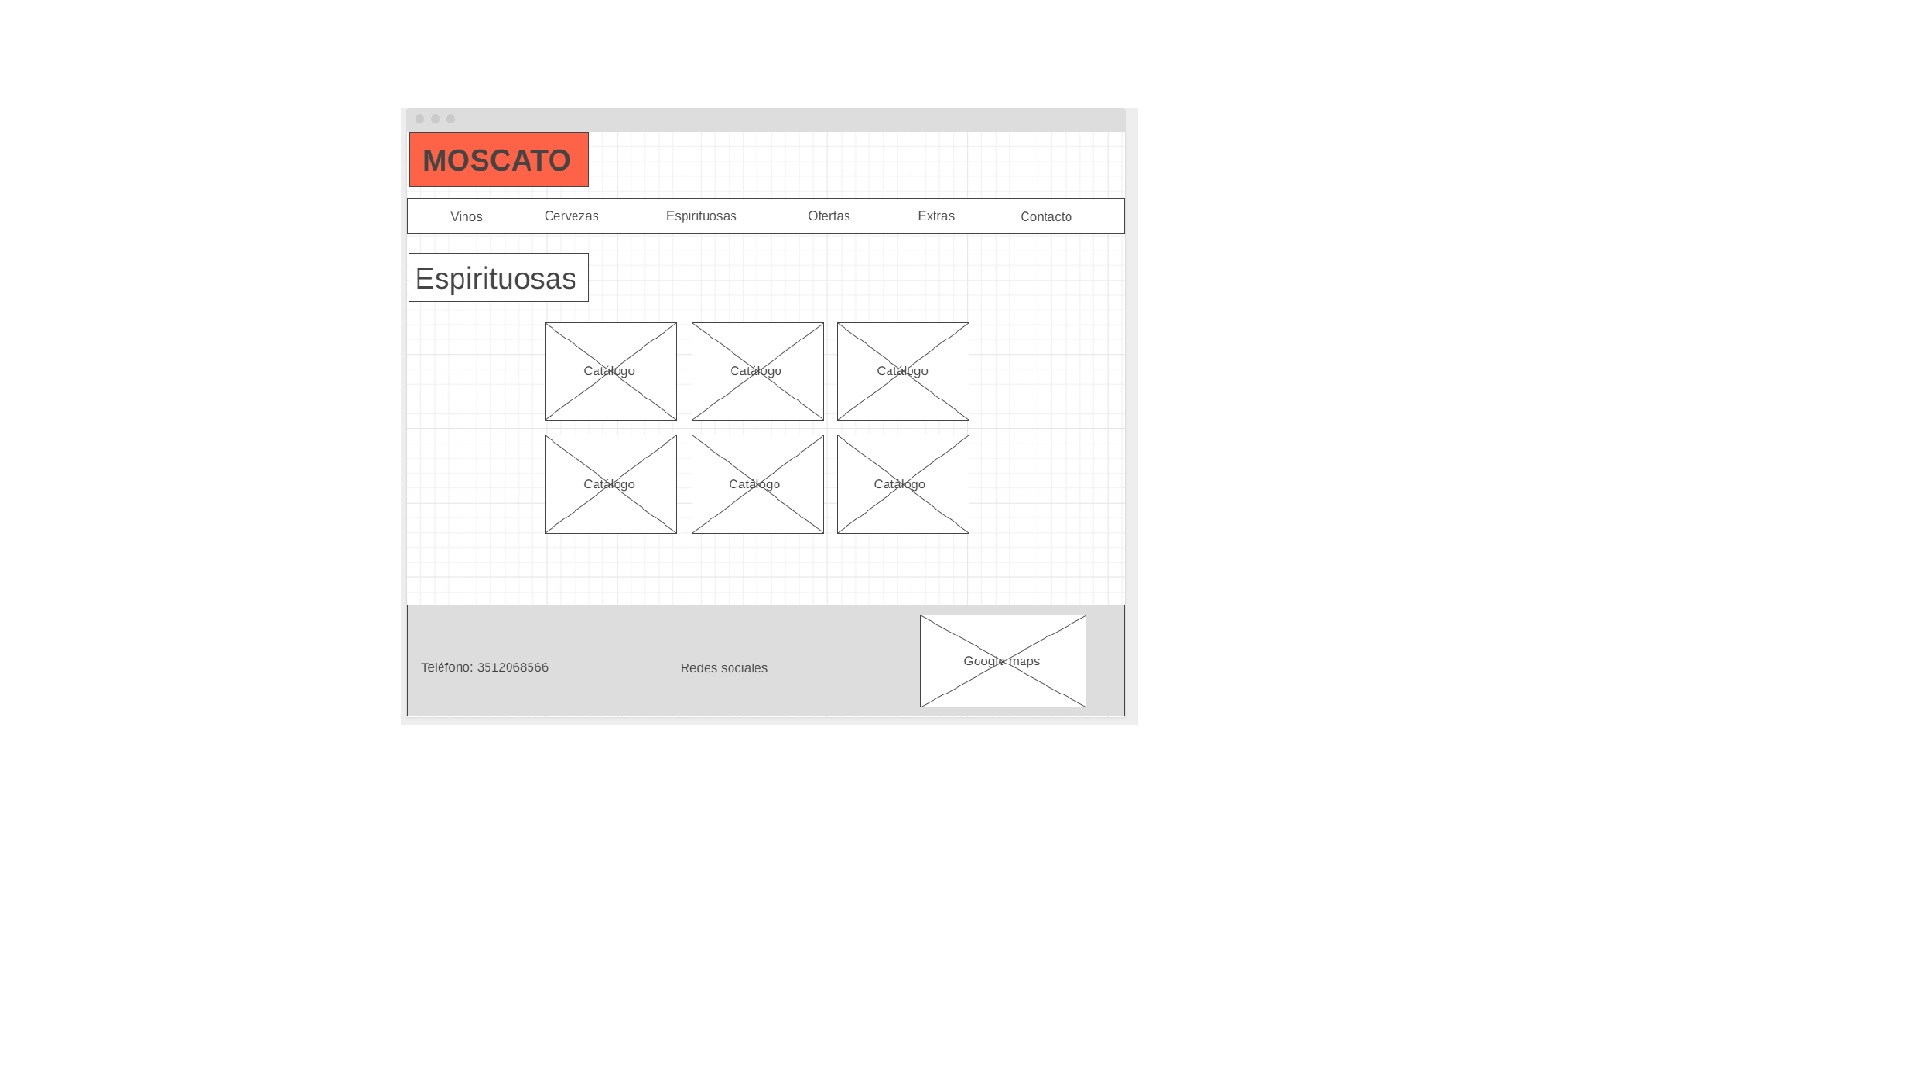 MOSCATO
Vinos Cervezas Espirituosas Ofertas Extras Contacto
Espirituosas
Catálogo Catálogo Catálogo
Catálogo Catálogo Catálogo
Teléfono: 3512068566 Redes sociales Google maps